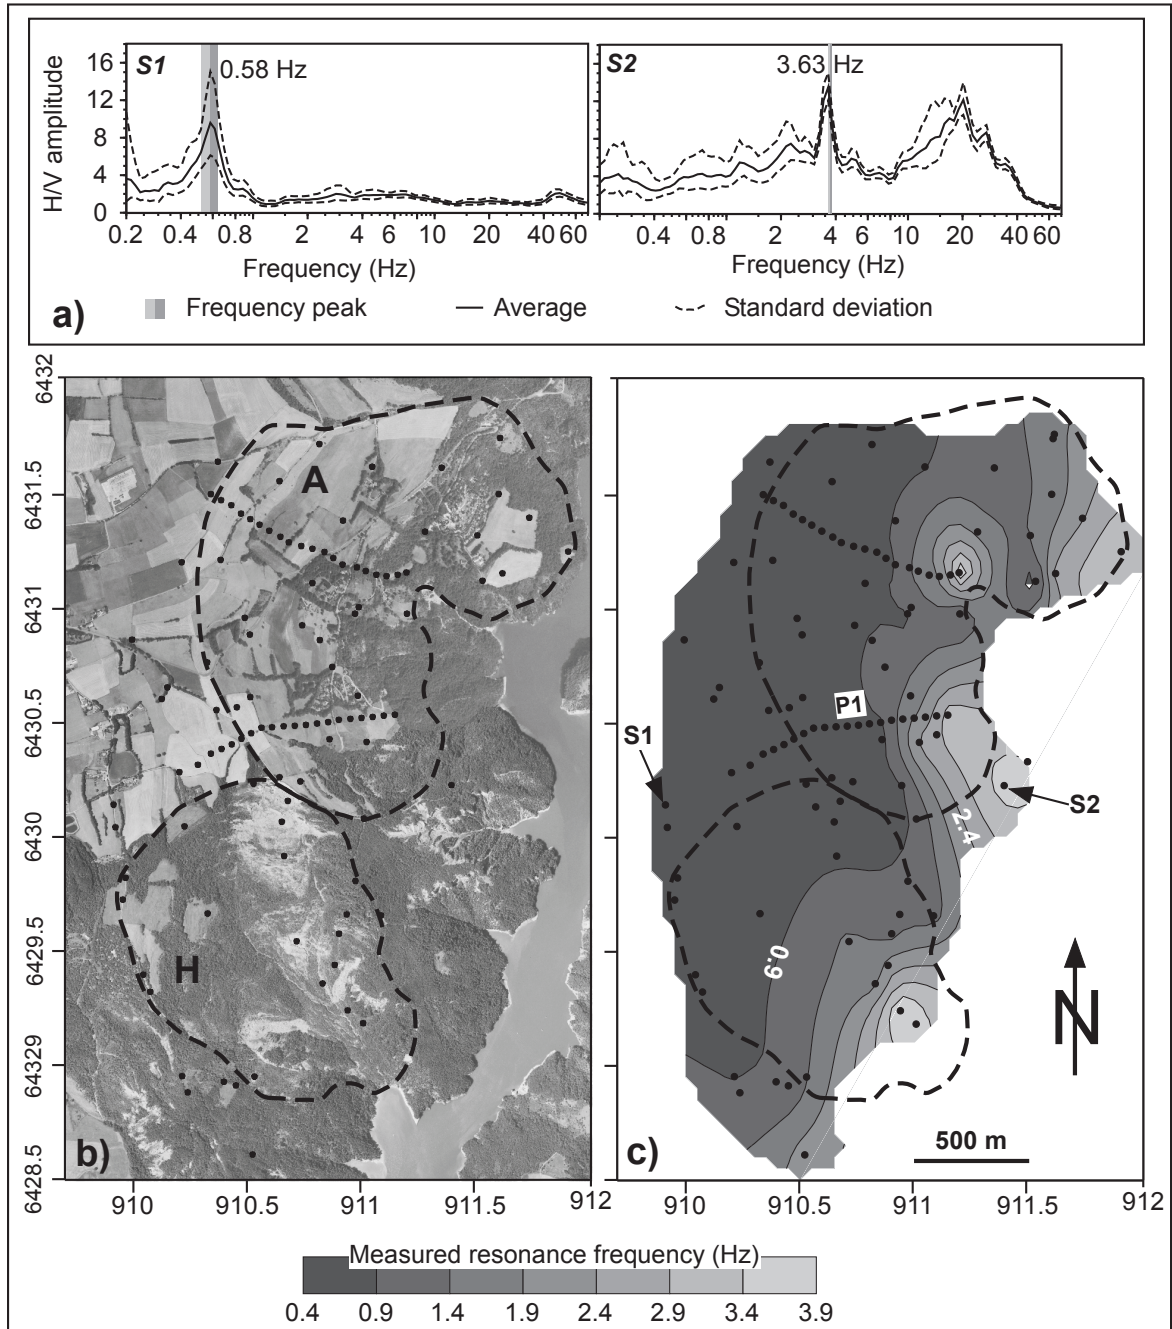 S1
0.58 Hz
S2
3.63 Hz
H/V amplitude
16
12
8
4
0
0.2 0.4 0.8 2 4 6 10 20 40 60
0.4 0.8 2 4 6 10 20 40 60
Frequency (Hz)
Frequency (Hz)
a)
Frequency peak
Average
Standard deviation
6432
6431.5
6431
6430.5
6430
6429.5
6429
6428.5
A
H
b)
910 910.5 911 911.5 912
P1
S1
S2
2.4
0.9
N
500 m
c)
910 910.5 911 911.5 912
Measured resonance frequency (Hz)
0.4 0.9 1.4 1.9 2.4 2.9 3.4 3.9